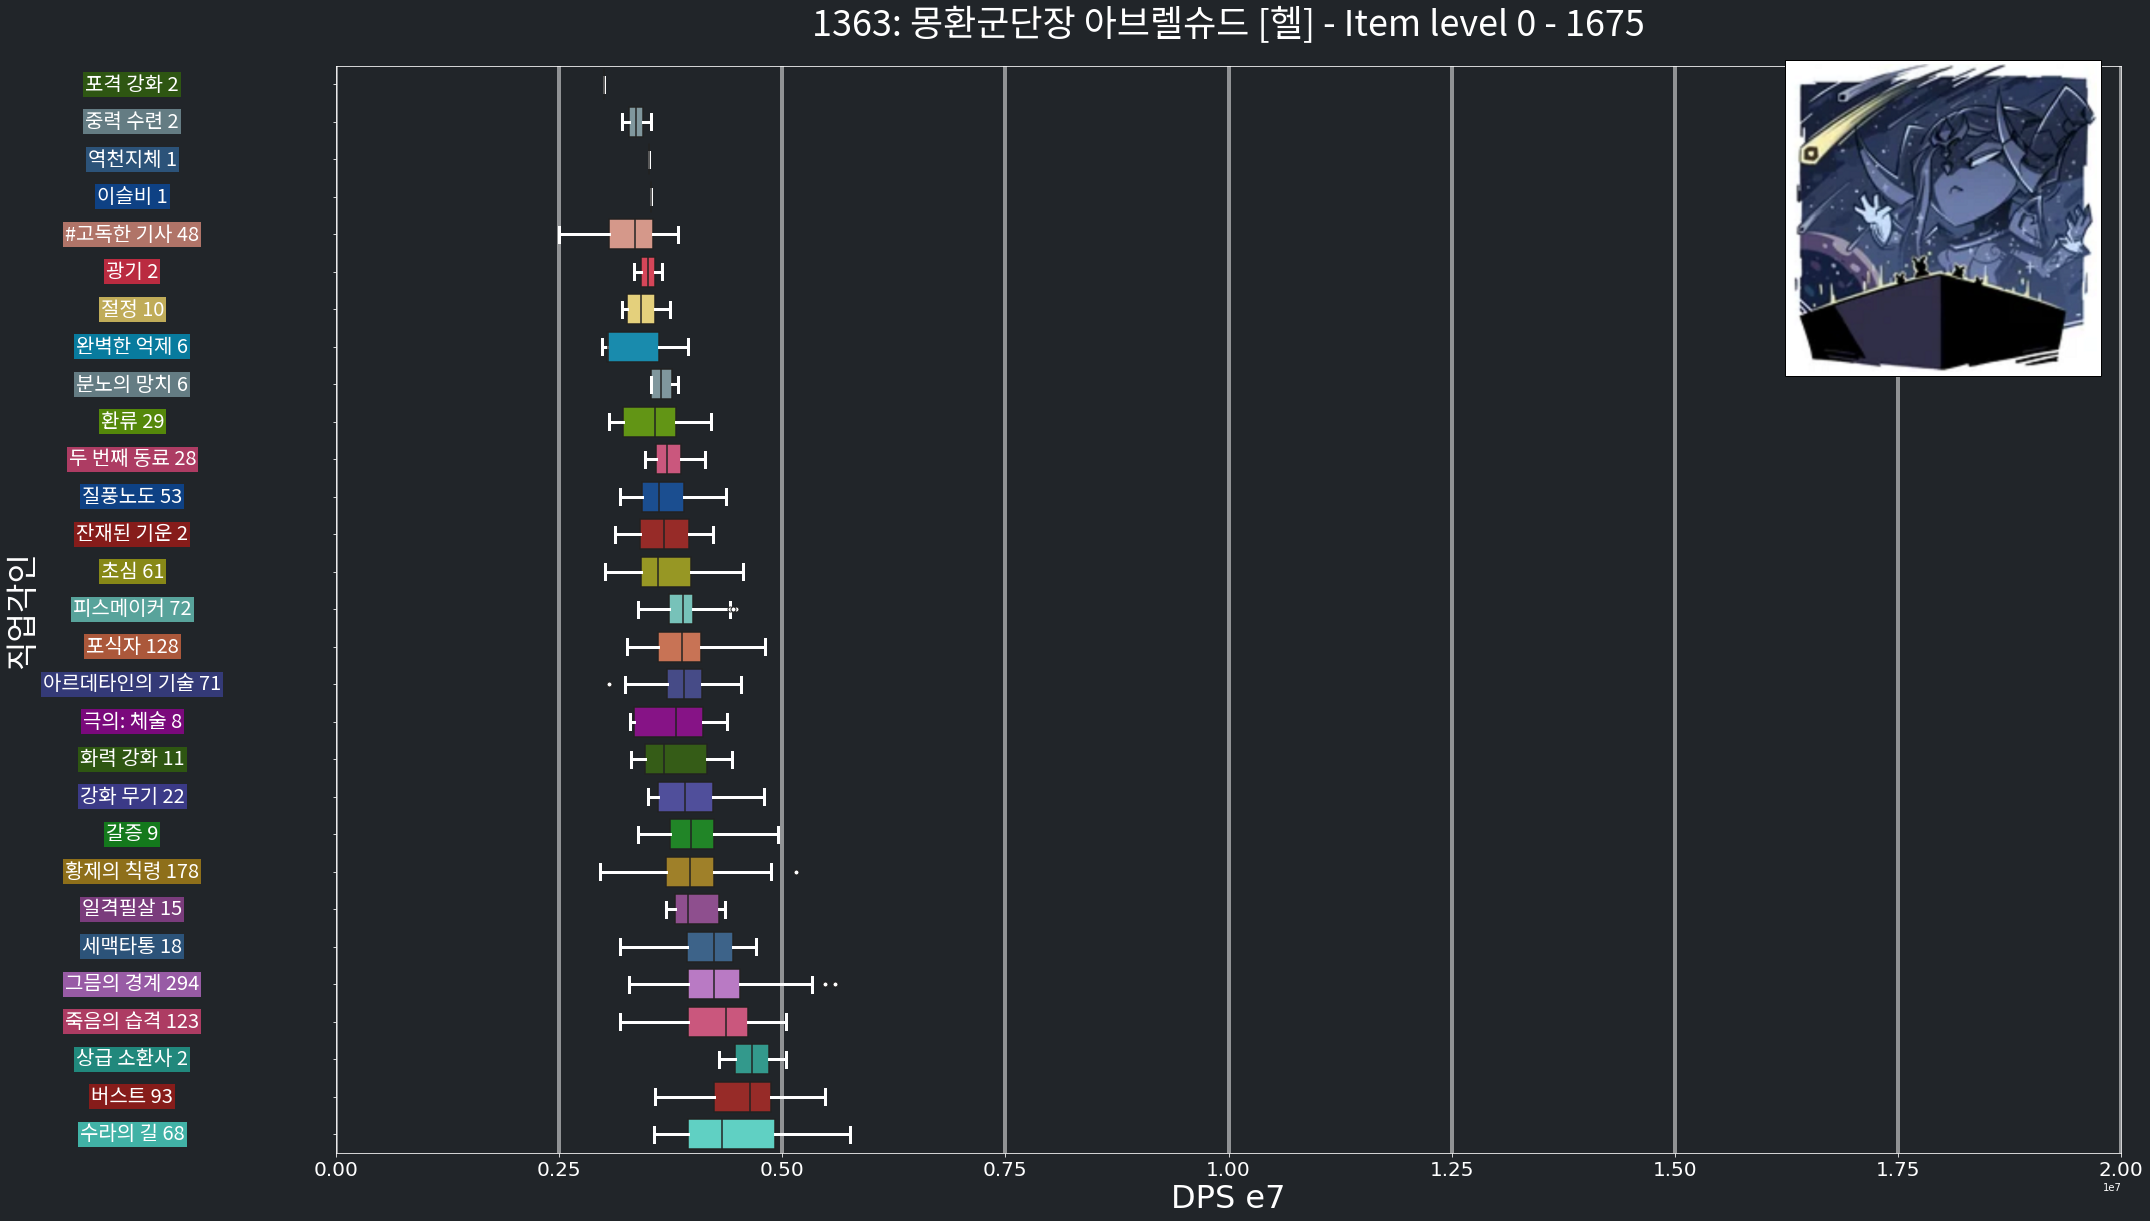 1363: 몽환군단장 아브렐슈드 [헬] - Item level 0 - 1675
직업각인
포격 강화 2
중력 수련 2
역천지체 1
이슬비 1
#고독한 기사 48
광기 2
절정 10
완벽한 억제 6
분노의 망치 6
환류 29
두 번째 동료 28
질풍노도 53
잔재된 기운 2
초심 61
피스메이커 72
포식자 128
아르데타인의 기술 71
극의: 체술 8
화력 강화 11
강화 무기 22
갈증 9
황제의 칙령 178
일격필살 15
세맥타통 18
그믐의 경계 294
죽음의 습격 123
상급 소환사 2
버스트 93
수라의 길 68
0.00 0.25 0.50 0.75 1.00 1.25 1.50 1.75 2.00
1e7
DPS e7